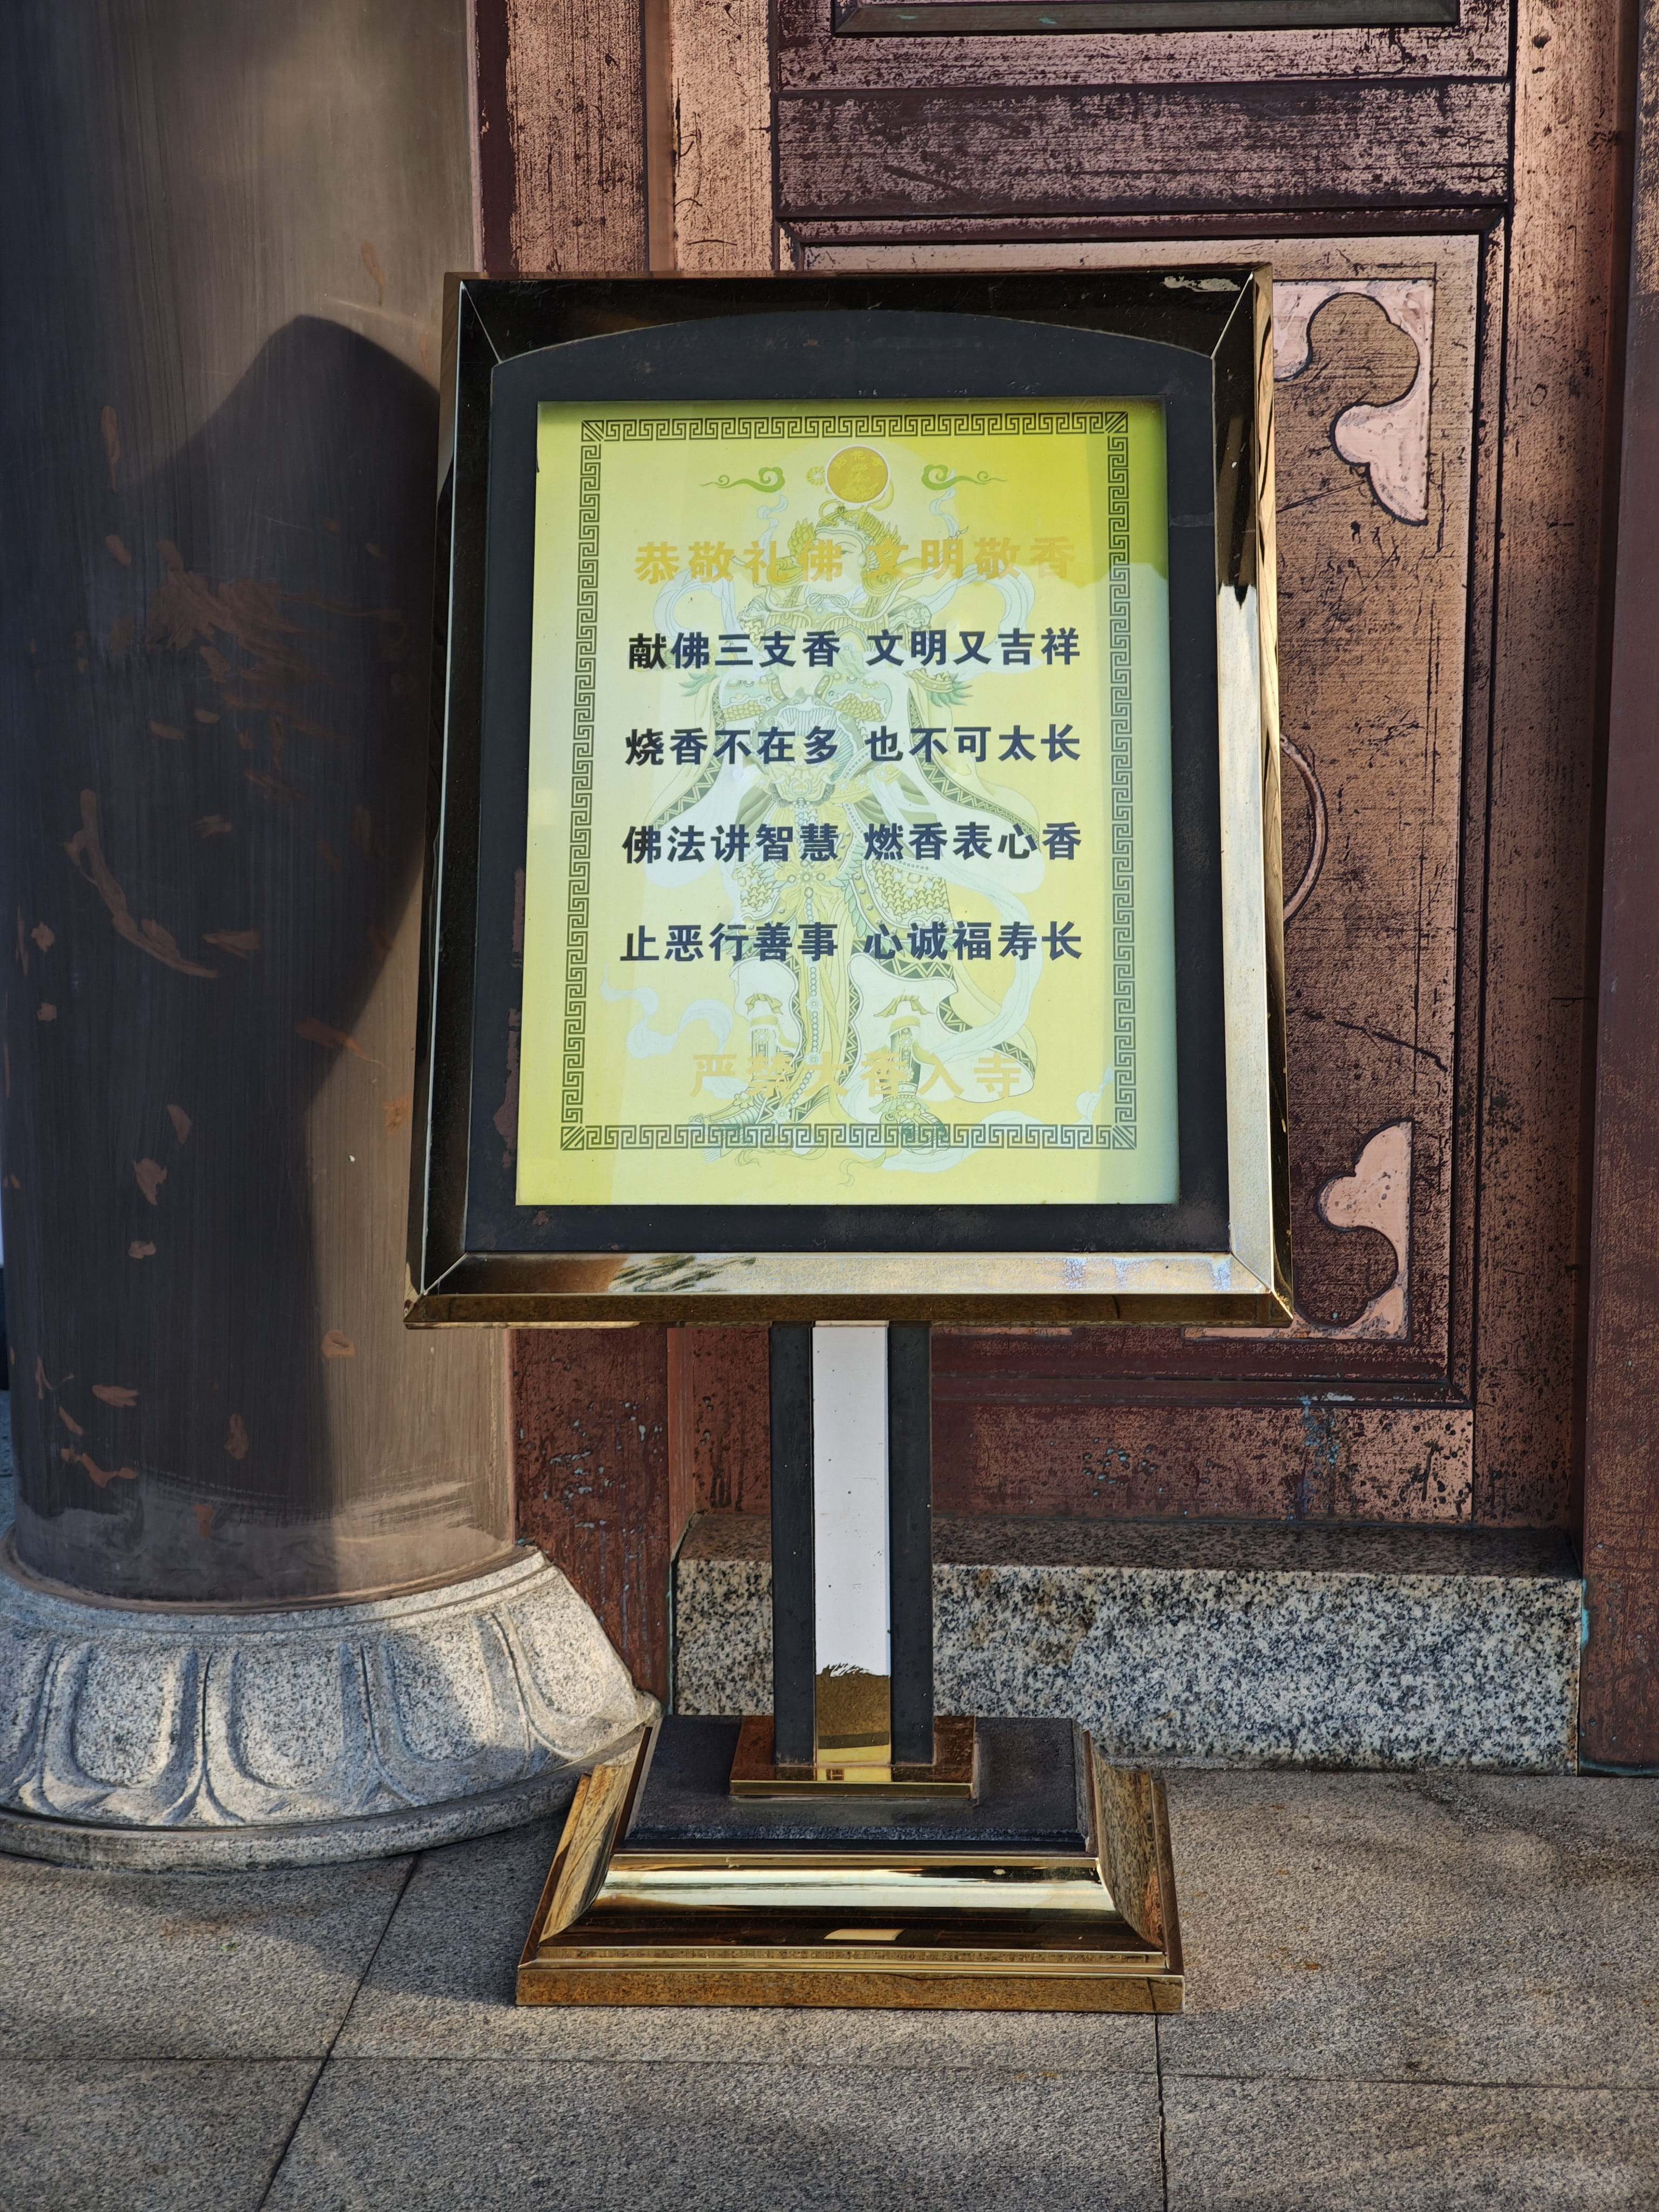 恭敬礼佛 文明敬香
献佛三支香 文明又吉祥
烧香不在多 也不可太长
佛法讲智慧 燃香表心香
止恶行善事 心诚福寿长
严禁大香入寺